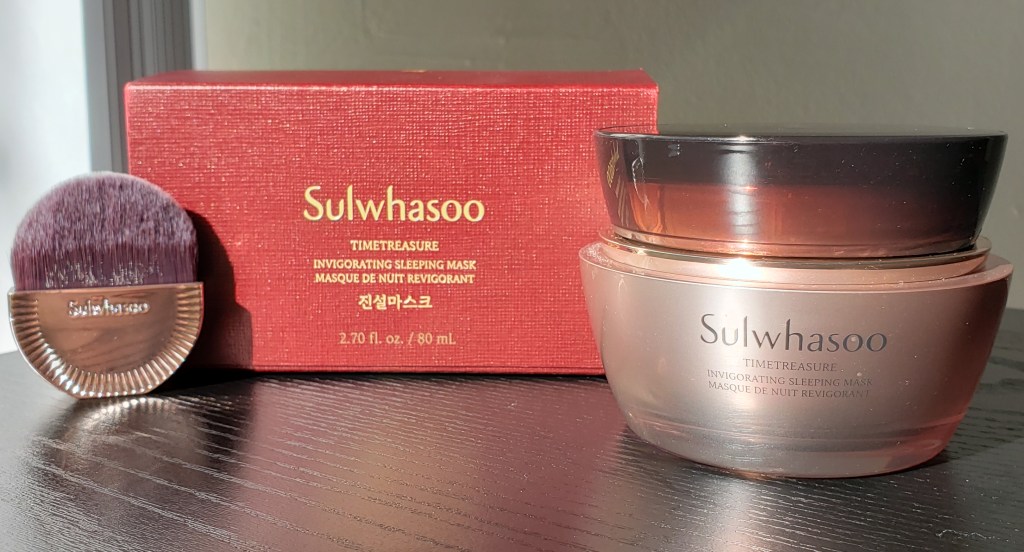 Sulwhasoo
Sulwhasoo
TIMETREASURE
INVIGORATING SLEEPING MASK
MASQUE DE NUIT REVIGORANT
진설마스크
2.70 fl. oz. / 80 ml.
Sulwhasoo
TIMETREASURE
INVIGORATING SLEEPING MASK
MASQUE DE NUIT REVIGORANT